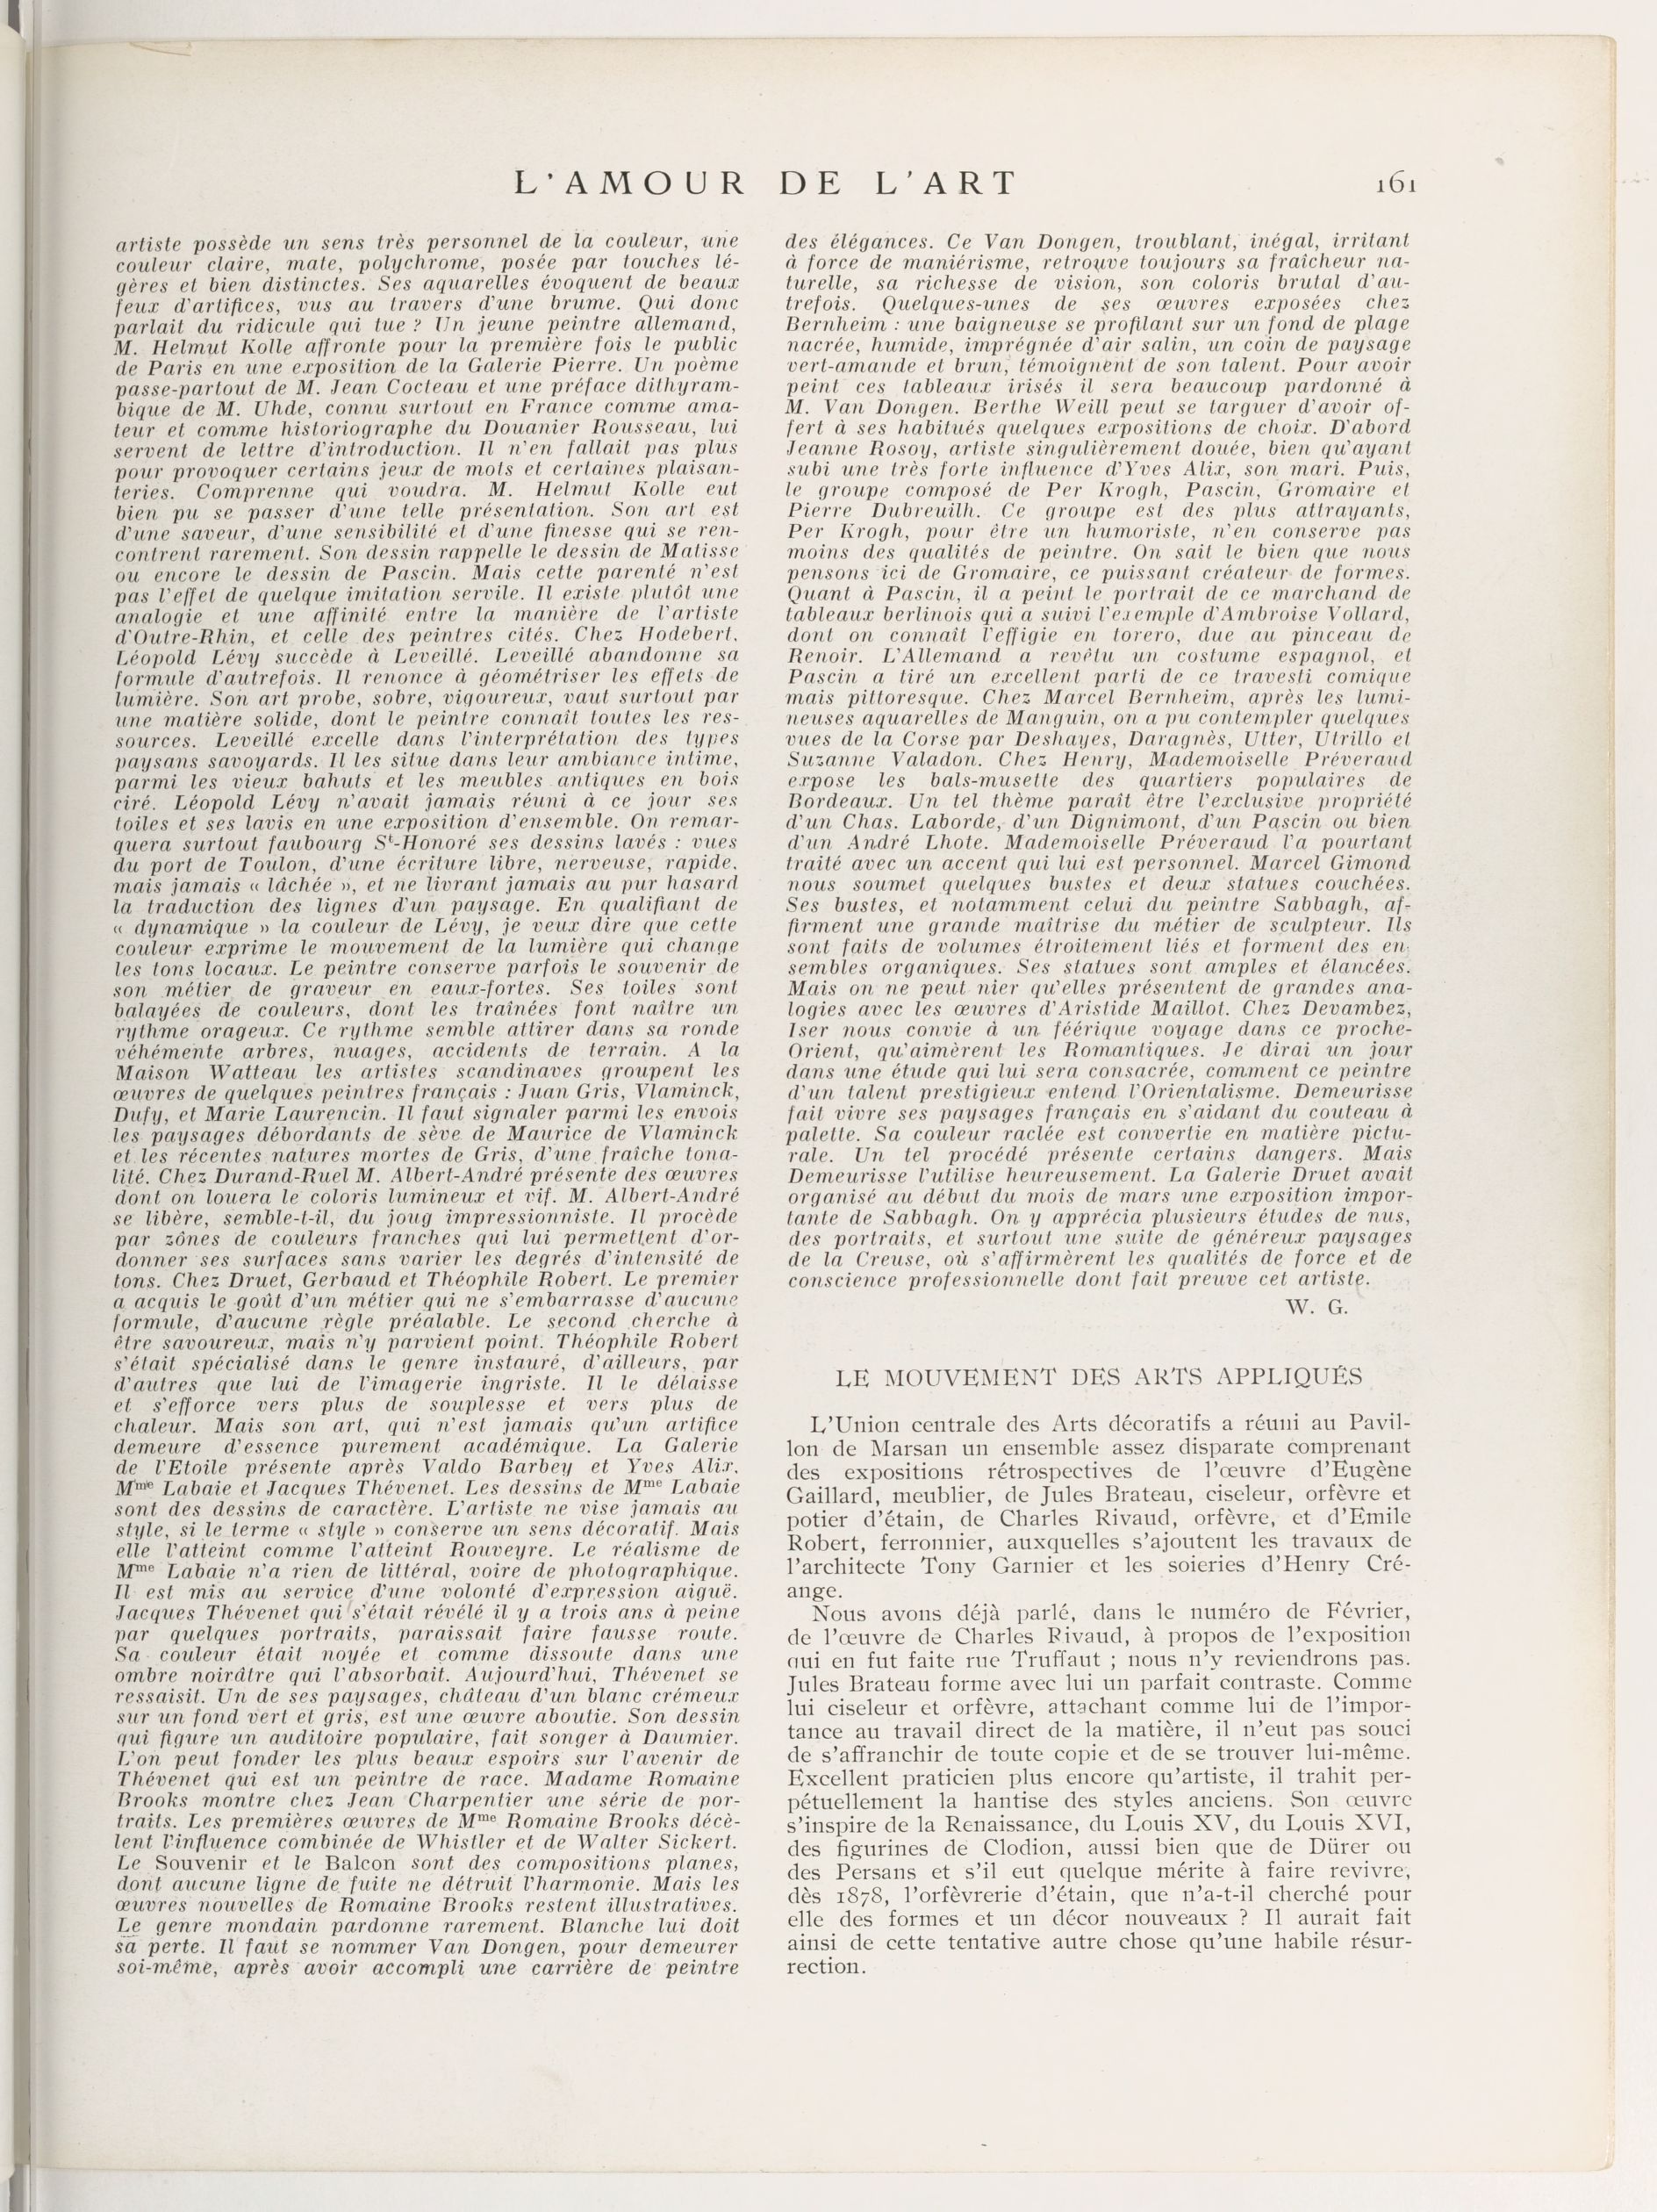 L'AMOUR DE L'ART
161
artiste possède un sens très personnel de la couleur, une
couleur claire, mate, polychrome, posée par touches lé-
gères et bien distinctes. Ses aquarelles évoquent de beaux
feux d'artifices, vus au travers d'une brume. Qui donc
parlait du ridicule qui tue ? Un jeune peintre allemand,
M. Helmut Kolle affronte pour la première fois le public
de Paris en une exposition de la Galerie Pierre. Un poème
passe-partout de M. Jean Cocteau et une préface dithyram-
bique de M. Uhde, connu surtout en France comme ama-
teur et comme historiographe du Douanier Rousseau, lui
servent de lettre d'introduction. Il n'en fallait pas plus
pour provoquer certains jeux de mots et certaines plaisan-
teries. Comprenne qui voudra. M. Helmut Kolle eut
bien pu se passer d'une telle présentation. Son art est
d'une saveur, d'une sensibilité et d'une finesse qui se ren-
contrent rarement. Son dessin rappelle le dessin de Matisse
ou encore le dessin de Pascin. Mais cette parenté n'est
pas l'effet de quelque imitation servile. Il existe plutôt une
analogie et une affinité entre la manière de l'artiste
d'Outre-Rhin, et celle des peintres cités. Chez Hodebert,
Léopold Lévy succède à Leveillé. Leveillé abandonne sa
formule d'autrefois. Il renonce à géométriser les effets de
lumière. Son art probe, sobre, vigoureux, vaut surtout par
une matière solide, dont le peintre connaît toutes les res-
sources. Leveillé excelle dans l'interprétation des types
paysans savoyards. Il les situe dans leur ambiance intime,
parmi les vieux bahuts et les meubles antiques en bois
ciré. Léopold Lévy n'avait jamais réuni à ce jour ses
toiles et ses lavis en une exposition d'ensemble. On remar-
quera surtout faubourg St-Honoré ses dessins lavés : vues
du port de Toulon, d'une écriture libre, nerveuse, rapide,
mais jamais « lâchée », et ne livrant jamais au pur hasard
la traduction des lignes d'un paysage. En qualifiant de
« dynamique » la couleur de Lévy, je veux dire que cette
couleur exprime le mouvement de la lumière qui change
les tons locaux. Le peintre conserve parfois le souvenir de
son métier de graveur en eaux-fortes. Ses toiles sont
balayées de couleurs, dont les traînées font naître un
rythme orageux. Ce rythme semble attirer dans sa ronde
véhémente arbres, nuages, accidents de terrain. A la
Maison Watteau les artistes scandinaves groupent les
œuvres de quelques peintres français : Juan Gris, Vlaminck,
Dufy, et Marie Laurencin. Il faut signaler parmi les envois
les paysages débordants de sève de Maurice de Vlaminck
et les récentes natures mortes de Gris, d'une fraîche tona-
lité. Chez Durand-Ruel M. Albert-André présente des œuvres
dont on louera le coloris lumineux et vif. M. Albert-André
se libère, semble-t-il, du joug impressionniste. Il procède
par zônes de couleurs franches qui lui permettent d'or-
donner ses surfaces sans varier les degrés d'intensité de
tons. Chez Druet, Gerbaud et Théophile Robert. Le premier
a acquis le goût d'un métier qui ne s'embarrasse d'aucune
formule, d'aucune règle préalable. Le second cherche à
être savoureux, mais n'y parvient point. Théophile Robert
s'était spécialisé dans le genre instauré, d'ailleurs, par
d'autres que lui de l'imagerie ingriste. Il le délaisse
et s'efforce vers plus de souplesse et vers plus de
chaleur. Mais son art, qui n'est jamais qu'un artifice
demeure d'essence purement académique. La Galerie
de l'Etoile présente après Valdo Barbey et Yves Alix,
Mme Labaie et Jacques Thévenet. Les dessins de Mme Labaie
sont des dessins de caractère. L'artiste ne vise jamais au
style, si le terme « style » conserve un sens décoratif. Mais
elle l'atteint comme l'atteint Rouveyre. Le réalisme de
Mme Labaie n'a rien de littéral, voire de photographique.
Il est mis au service d'une volonté d'expression aiguë.
Jacques Thévenet qui s'était révélé il y a trois ans à peine
par quelques portraits, paraissait faire fausse route.
Sa couleur était noyée et comme dissoute dans une
ombre noirâtre qui l'absorbait. Aujourd'hui, Thévenet se
ressaisit. Un de ses paysages, château d'un blanc crémeux
sur un fond vert et gris, est une œuvre aboutie. Son dessin
qui figure un auditoire populaire, fait songer à Daumier.
L'on peut fonder les plus beaux espoirs sur l'avenir de
Thévenet qui est un peintre de race. Madame Romaine
Brooks montre chez Jean Charpentier une série de por-
traits. Les premières œuvres de Mme Romaine Brooks décè-
lent l'influence combinée de Whistler et de Walter Sickert.
Le Souvenir et le Balcon sont des compositions planes,
dont aucune ligne de fuite ne détruit l'harmonie. Mais les
œuvres nouvelles de Romaine Brooks restent illustratives.
Le genre mondain pardonne rarement. Blanche lui doit
sa perte. Il faut se nommer Van Dongen, pour demeurer
soi-même, après avoir accompli une carrière de peintre
des élégances. Ce Van Dongen, troublant, inégal, irritant
à force de maniérisme, retrouve toujours sa fraîcheur na-
turelle, sa richesse de vision, son coloris brutal d'au-
trefois. Quelques-unes de ses œuvres exposées chez
Bernheim : une baigneuse se profilant sur un fond de plage
nacrée, humide, imprégnée d'air salin, un coin de paysage
vert-amande et brun, témoignent de son talent. Pour avoir
peint ces tableaux irisés il sera beaucoup pardonné à
M. Van Dongen. Berthe Weill peut se targuer d'avoir of-
fert à ses habitués quelques expositions de choix. D'abord
Jeanne Rosoy, artiste singulièrement douée, bien qu'ayant
subi une très forte influence d'Yves Alix, son mari. Puis,
le groupe composé de Per Krogh, Pascin, Gromaire et
Pierre Dubreuilh. Ce groupe est des plus attrayants,
Per Krogh, pour être un humoriste, n'en conserve pas
moins des qualités de peintre. On sait le bien que nous
pensons ici de Gromaire, ce puissant créateur de formes.
Quant à Pascin, il a peint le portrait de ce marchand de
tableaux berlinois qui a suivi l'exemple d'Ambroise Vollard,
dont on connaît l'effigie en torero, due au pinceau de
Renoir. L'Allemand a revêtu un costume espagnol, et
Pascin a tiré un excellent parti de ce travesti comique
mais pittoresque. Chez Marcel Bernheim, après les lumi-
neuses aquarelles de Manguin, on a pu contempler quelques
vues de la Corse par Deshayes, Daragnès, Utter, Utrillo et
Suzanne Valadon. Chez Henry, Mademoiselle Préveraud
expose les bals-musette des quartiers populaires de
Bordeaux. Un tel thème paraît être l'exclusive propriété
d'un Chas. Laborde, d'un Dignimont, d'un Pascin ou bien
d'un André Lhote. Mademoiselle Préveraud l'a pourtant
traité avec un accent qui lui est personnel. Marcel Gimond
nous soumet quelques bustes et deux statues couchées.
Ses bustes, et notamment celui du peintre Sabbagh, af-
firment une grande maîtrise du métier de sculpteur. Ils
sont faits de volumes étroitement liés et forment des en-
sembles organiques. Ses statues sont amples et élancées.
Mais on ne peut nier qu'elles présentent de grandes ana-
logies avec les œuvres d'Aristide Maillot. Chez Devambez,
Iser nous convie à un féérique voyage dans ce proche-
Orient, qu'aimèrent les Romantiques. Je dirai un jour
dans une étude qui lui sera consacrée, comment ce peintre
d'un talent prestigieux entend l'Orientalisme. Demeurisse
fait vivre ses paysages français en s'aidant du couteau à
palette. Sa couleur raclée est convertie en matière pictu-
rale. Un tel procédé présente certains dangers. Mais
Demeurisse l'utilise heureusement. La Galerie Druet avait
organisé au début du mois de mars une exposition impor-
tante de Sabbagh. On y apprécia plusieurs études de nus,
des portraits, et surtout une suite de généreux paysages
de la Creuse, où s'affirmèrent les qualités de force et de
conscience professionnelle dont fait preuve cet artiste.
W. G.
LE MOUVEMENT DES ARTS APPLIQUÉS
L'Union centrale des Arts décoratifs a réuni au Pavil-
lon de Marsan un ensemble assez disparate comprenant
des expositions rétrospectives de l'œuvre d'Eugène
Gaillard, meublier, de Jules Brateau, ciseleur, orfèvre et
potier d'étain, de Charles Rivaud, orfèvre, et d'Emile
Robert, ferronnier, auxquelles s'ajoutent les travaux de
l'architecte Tony Garnier et les soieries d'Henry Cré-
ange.
Nous avons déjà parlé, dans le numéro de Février,
de l'œuvre de Charles Rivaud, à propos de l'exposition
qui en fut faite rue Truffaut ; nous n'y reviendrons pas.
Jules Brateau forme avec lui un parfait contraste. Comme
lui ciseleur et orfèvre, attachant comme lui de l'impor-
tance au travail direct de la matière, il n'eut pas souci
de s'affranchir de toute copie et de se trouver lui-même.
Excellent praticien plus encore qu'artiste, il trahit per-
pétuellement la hantise des styles anciens. Son œuvre
s'inspire de la Renaissance, du Louis XV, du Louis XVI,
des figurines de Clodion, aussi bien que de Dürer ou
des Persans et s'il eut quelque mérite à faire revivre,
dès 1878, l'orfèvrerie d'étain, que n'a-t-il cherché pour
elle des formes et un décor nouveaux ? Il aurait fait
ainsi de cette tentative autre chose qu'une habile résur-
rection.